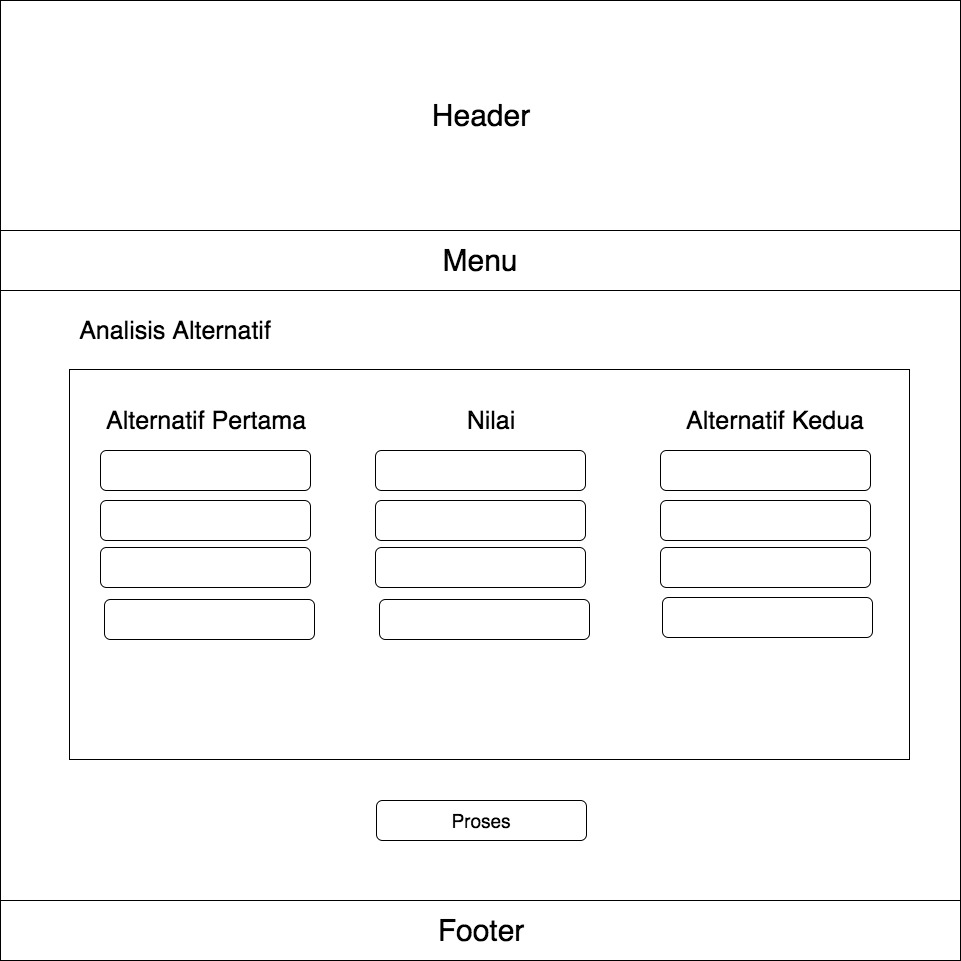 Header
Menu
Analisis Alternatif
Alternatif Pertama
Nilai
Alternatif Kedua
Proses
Footer